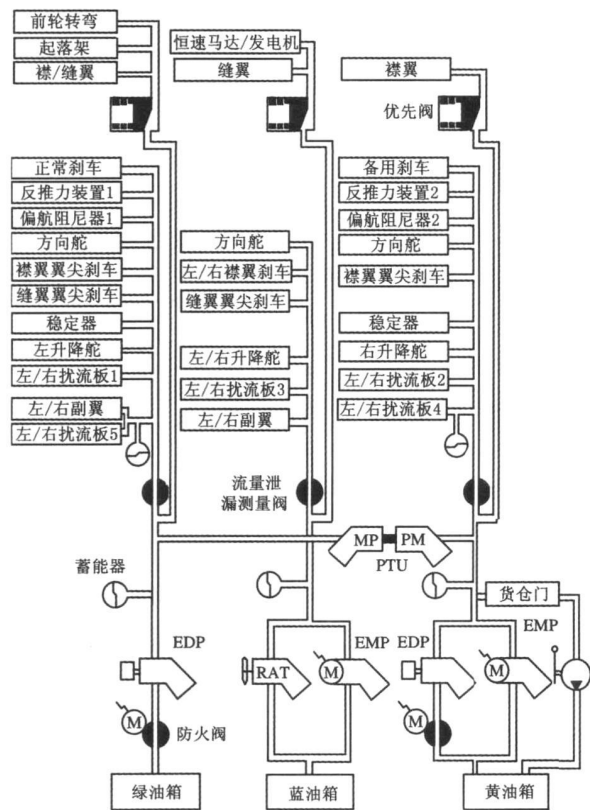 前轮转弯
起落架
襟/缝翼
恒速马达/发电机
缝翼
襟翼
优先阀
正常刹车
反推力装置1
偏航阻尼器1
方向舵
襟翼翼尖刹车
缝翼翼尖刹车
稳定器
左升降舵
左/右扰流板1
左/右副翼
左/右扰流板5
方向舵
左/右襟翼刹车
缝翼翼尖刹车
左/右升降舵
左/右扰流板3
左/右副翼
备用刹车
反推力装置2
偏航阻尼器2
方向舵
襟翼翼尖刹车
稳定器
右升降舵
左/右扰流板2
左/右扰流板4
流量泄
漏测量阀
MP
PM
PTU
蓄能器
货仓门
EDP
RAT
M
EMP
EDP
M
EMP
M
防火阀
M
绿油箱
蓝油箱
黄油箱